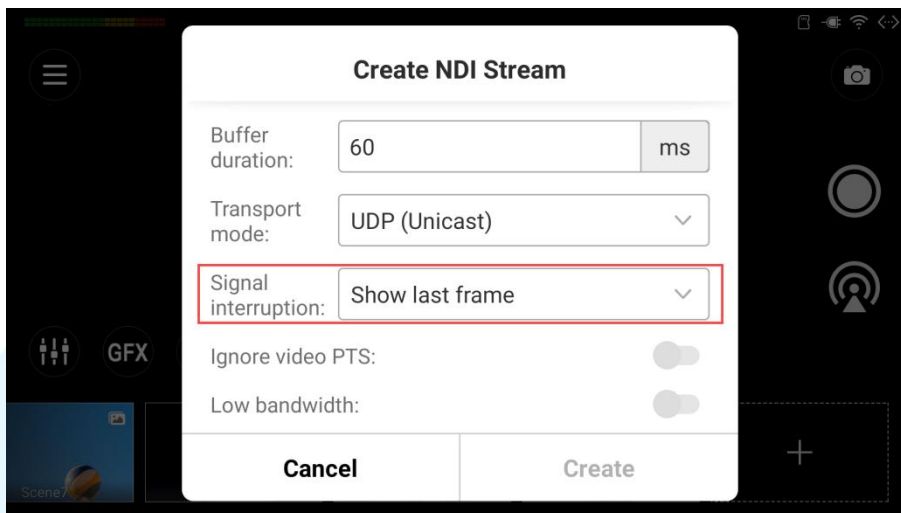 Create NDI Stream
Buffer
duration:
60
ms
Transport
mode:
UDP (Unicast)
Signal
interruption:
Show last frame
Ignore video PTS:
Low bandwidth:
Cancel
Create
GFX
Scene7